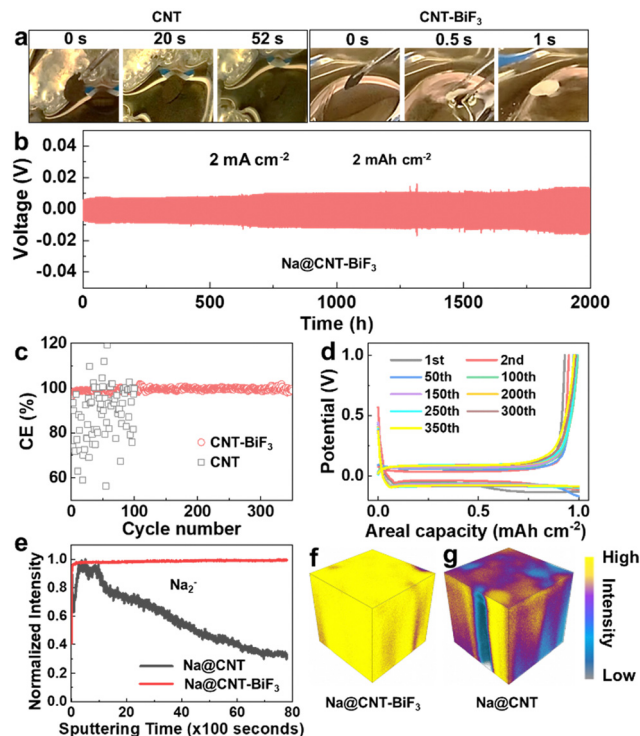 CNT CNT-BiF₃
a 0 s 20 s 52 s 0 s 0.5 s 1 s
b
0.04
0.02
0.00
-0.02
-0.04
Voltage (V)
2 mA cm⁻² 2 mAh cm⁻²
Na@CNT-BiF₃
0 500 1000 1500 2000
Time (h)
c
120
100
80
60
CE (%)
CNT-BiF₃
CNT
0 100 200 300
Cycle number
d
1.0
0.5
0.0
Potential (V)
1st 2nd
50th 100th
150th 200th
250th 300th
350th
0.0 0.5 1.0
Areal capacity (mAh cm⁻²)
e
1.0
0.8
0.6
0.4
0.2
0.0
Normalized Intensity
Na₂⁻
Na@CNT
Na@CNT-BiF₃
0 20 40 60 80
Sputtering Time (x100 seconds)
f
Na@CNT-BiF₃
g
Na@CNT
High
Intensity
Low